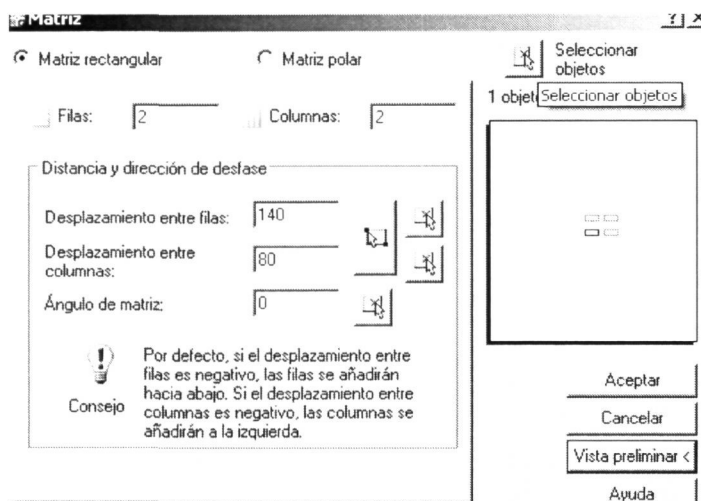 Matriz
Matriz rectangular
Matriz polar
Seleccionar
objetos
1 objet
Seleccionar objetos
Filas: 2
Columnas: 2
Distancia y dirección de desfase
Desplazamiento entre filas: 140
Desplazamiento entre
columnas: 80
Ángulo de matriz: 0
Consejo
Por defecto, si el desplazamiento entre
filas es negativo, las filas se añadirán
hacia abajo. Si el desplazamiento entre
columnas es negativo, las columnas se
añadirán a la izquierda.
Aceptar
Cancelar
Vista preliminar <
Ayuda